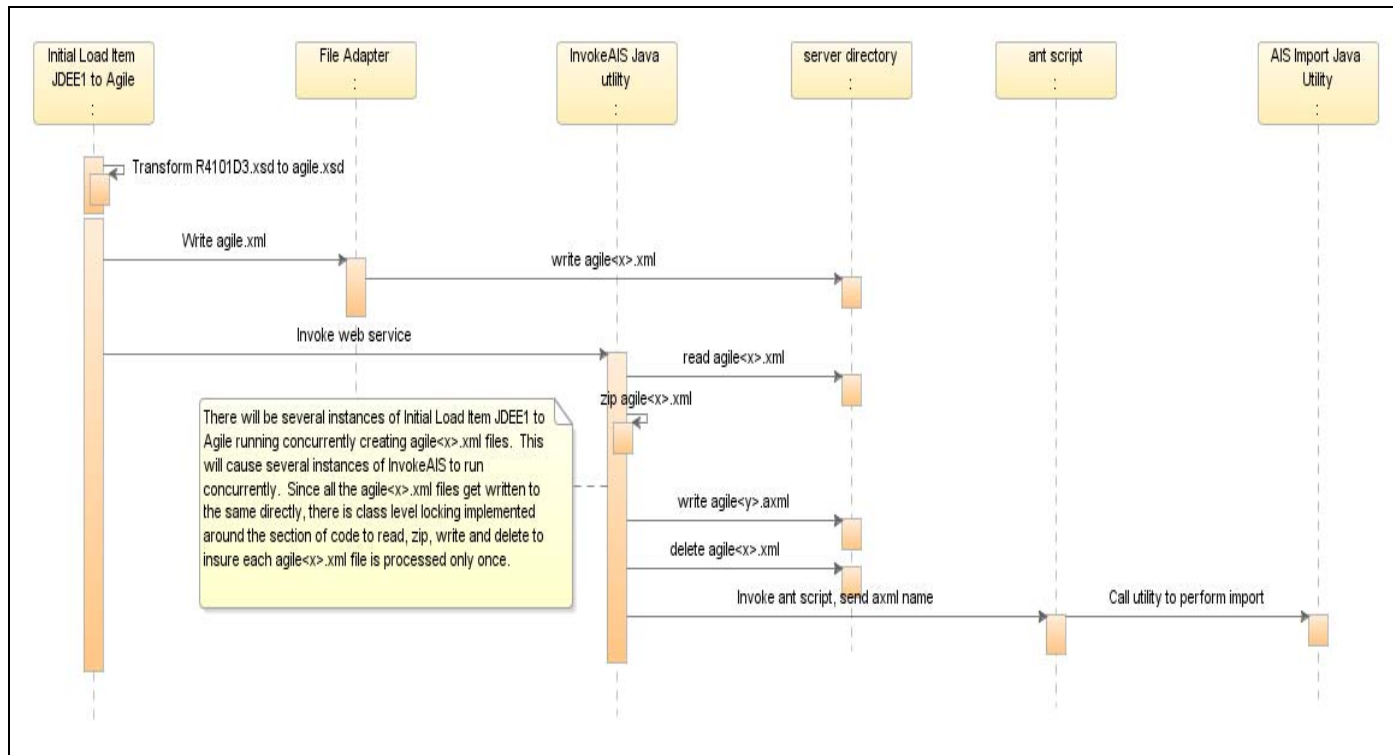 Initial Load Item
JDEE1 to Agile
:
File Adapter
:
InvokeAIS Java
utlilty
:
server directory
:
ant script
:
AIS Import Java
Utility
:
Transform R4101D3.xsd to agile.xsd
Write agile.xml
write agile<x>.xml
Invoke web service
read agile<x>.xml
zip agile<x>.xml
There will be several instances of Initial Load Item JDEE1 to
Agile running concurrently creating agile<x>.xml files. This
will cause several instances of InvokeAIS to run
concurrently. Since all the agile<x>.xml files get written to
the same directly, there is class level locking implemented
around the section of code to read, zip, write and delete to
insure each agile<x>.xml file is processed only once.
write agile<y>.axml
delete agile<x>.xml
Invoke ant script, send axml name
Call utility to perform import